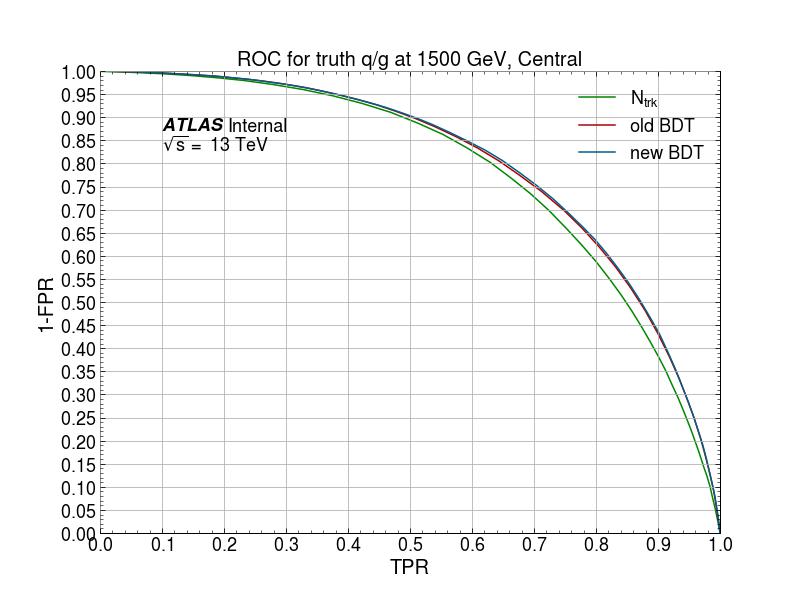 ROC for truth q/g at 1500 GeV, Central
1.00
0.95
0.90
0.85
0.80
0.75
0.70
0.65
0.60
0.55
0.50
0.45
0.40
0.35
0.30
0.25
0.20
0.15
0.10
0.05
0.00
1-FPR
ATLAS Internal
√s = 13 TeV
N_trk
old BDT
new BDT
0.0 0.1 0.2 0.3 0.4 0.5 0.6 0.7 0.8 0.9 1.0
TPR